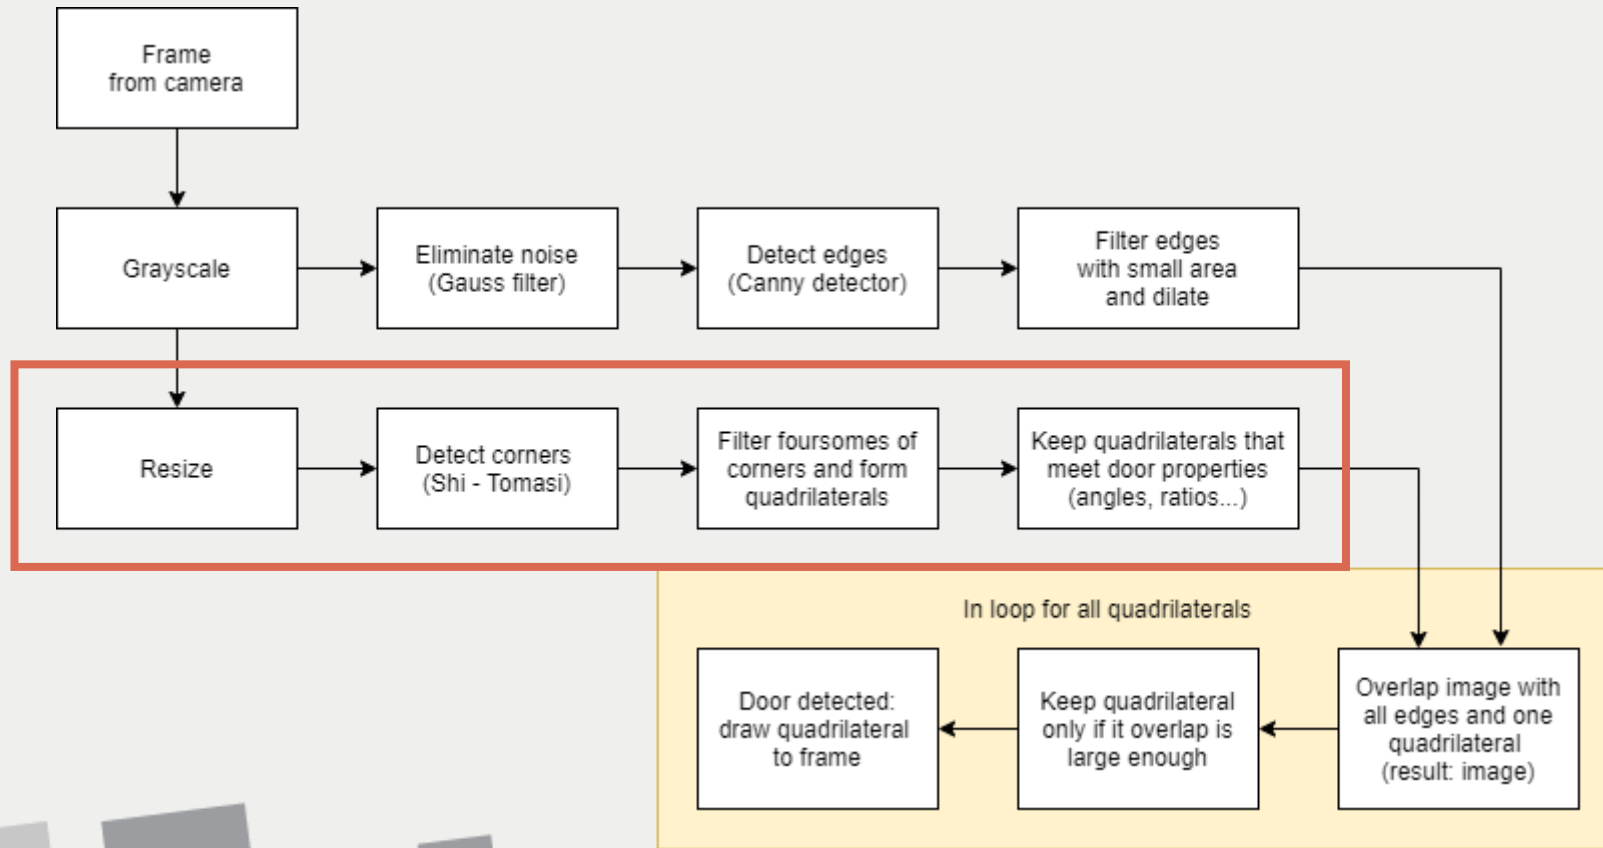 Frame
from camera
Grayscale
Eliminate noise
(Gauss filter)
Detect edges
(Canny detector)
Filter edges
with small area
and dilate
Resize
Detect corners
(Shi - Tomasi)
Filter foursomes of
corners and form
quadrilaterals
Keep quadrilaterals that
meet door properties
(angles, ratios...)
In loop for all quadrilaterals
Door detected:
draw quadrilateral
to frame
Keep quadrilateral
only if it overlap is
large enough
Overlap image with
all edges and one
quadrilateral
(result: image)